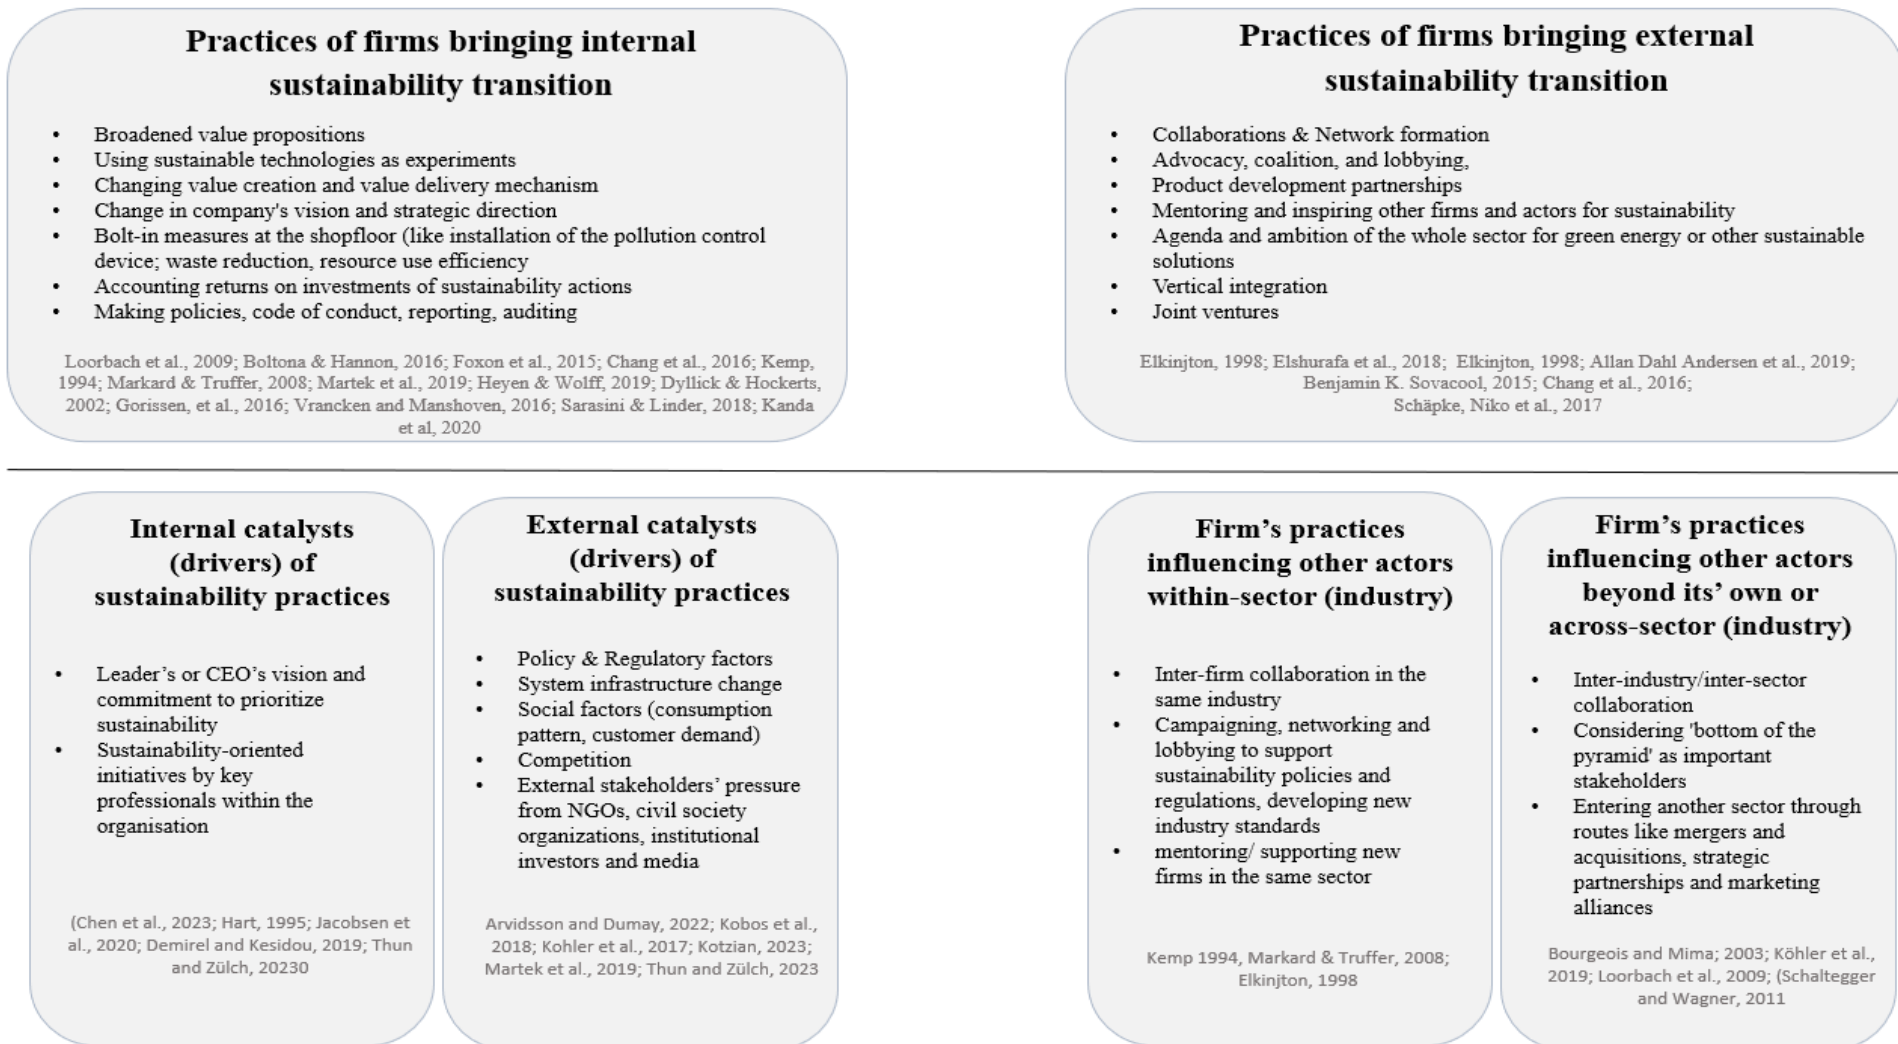 Practices of firms bringing internal
sustainability transition
• Broadened value propositions
• Using sustainable technologies as experiments
• Changing value creation and value delivery mechanism
• Change in company's vision and strategic direction
• Bolt-in measures at the shopfloor (like installation of the pollution control
device; waste reduction, resource use efficiency
• Accounting returns on investments of sustainability actions
• Making policies, code of conduct, reporting, auditing
Loorbach et al., 2009; Boltona & Hannon, 2016; Foxon et al., 2015; Chang et al., 2016; Kemp,
1994; Markard & Truffer, 2008; Martek et al., 2019; Heyen & Wolff, 2019; Dyllick & Hockerts,
2002; Gorissen, et al., 2016; Vrancken and Manshoven, 2016; Sarasini & Linder, 2018; Kanda
et al, 2020
Practices of firms bringing external
sustainability transition
• Collaborations & Network formation
• Advocacy, coalition, and lobbying,
• Product development partnerships
• Mentoring and inspiring other firms and actors for sustainability
• Agenda and ambition of the whole sector for green energy or other sustainable
solutions
• Vertical integration
• Joint ventures
Elkinjton, 1998; Elshurafa et al., 2018; Elkinjton, 1998; Allan Dahl Andersen et al., 2019;
Benjamin K. Sovacool, 2015; Chang et al., 2016;
Schäpke, Niko et al., 2017
Internal catalysts
(drivers) of
sustainability practices
• Leader’s or CEO’s vision and
commitment to prioritize
sustainability
• Sustainability-oriented
initiatives by key
professionals within the
organisation
(Chen et al., 2023; Hart, 1995; Jacobsen et
al., 2020; Demirel and Kesidou, 2019; Thun
and Zülch, 20230
External catalysts
(drivers) of
sustainability practices
• Policy & Regulatory factors
• System infrastructure change
• Social factors (consumption
pattern, customer demand)
• Competition
• External stakeholders’ pressure
from NGOs, civil society
organizations, institutional
investors and media
Arvidsson and Dumay, 2022; Kobos et al.,
2018; Kohler et al., 2017; Kotzian, 2023;
Martek et al., 2019; Thun and Zülch, 2023
Firm’s practices
influencing other actors
within-sector (industry)
• Inter-firm collaboration in the
same industry
• Campaigning, networking and
lobbying to support
sustainability policies and
regulations, developing new
industry standards
• mentoring/ supporting new
firms in the same sector
Kemp 1994, Markard & Truffer, 2008;
Elkinjton, 1998
Firm’s practices
influencing other actors
beyond its’ own or
across-sector (industry)
• Inter-industry/inter-sector
collaboration
• Considering 'bottom of the
pyramid' as important
stakeholders
• Entering another sector through
routes like mergers and
acquisitions, strategic
partnerships and marketing
alliances
Bourgeois and Mima; 2003; Köhler et al.,
2019; Loorbach et al., 2009; (Schaltegger
and Wagner, 2011